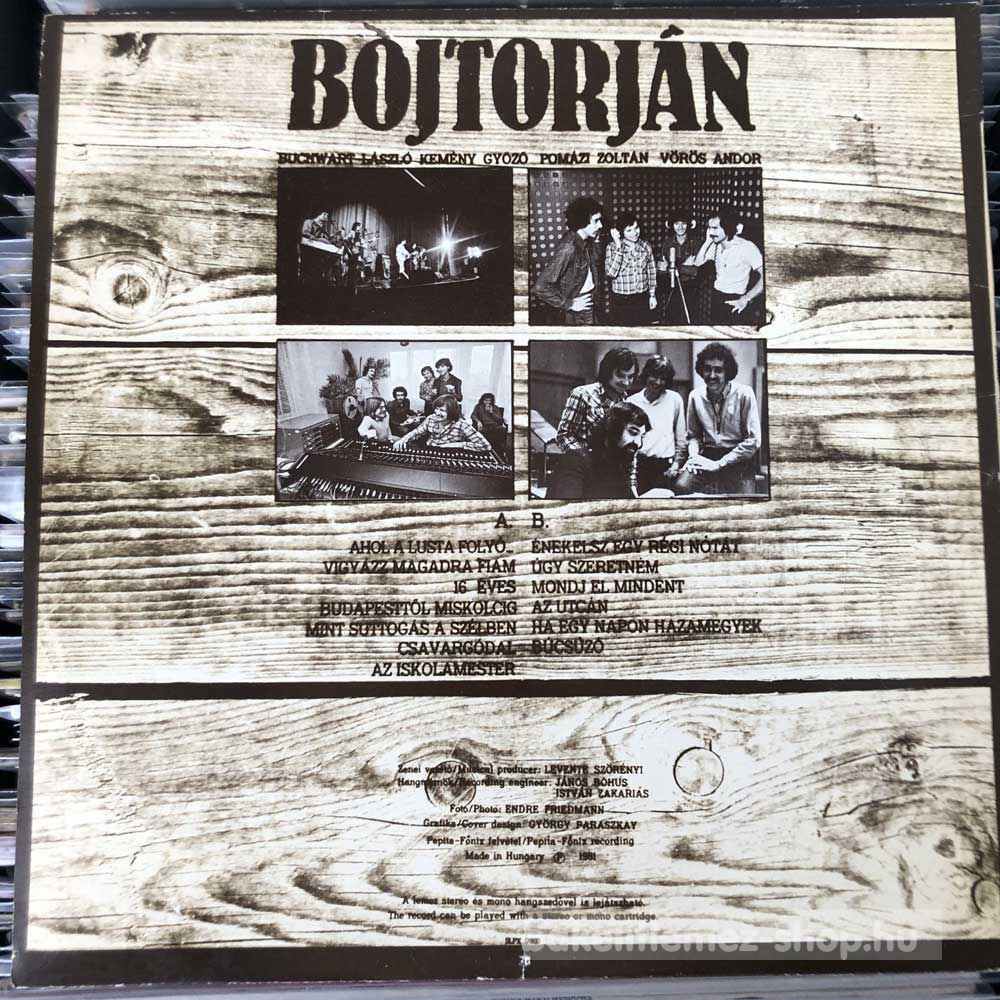 BOJTORJÁN
BUCHWART LÁSZLÓ KEMÉNY GYŐZŐ POMÁZI ZOLTÁN VÖRÖS ANDOR
A. B.
AHOL A LUSTA FOLYÓ...
VIGYÁZZ MAGADRA FIAM
16 ÉVES
BUDAPESTTŐL MISKOLCIG
MINT SUTTOGÁS A SZÉLBEN
CSAVARGÓDAL
AZ ISKOLAMESTER
ÉNEKELSZ EGY RÉGI NÓTÁT
ÚGY SZERETNÉM
MONDJ EL MINDENT
AZ UTCÁN
HA EGY NAPON HAZAMEGYEK
BÚCSÚZÓ
Zenei vezető/Musical producer: LEVENTE SZÖRÉNYI
Hangmérnök/Recording engineer: JÁNOS BOHUS
ISTVÁN ZAKARIÁS
Fotó/Photo: ENDRE FRIEDMANN
Grafika/Cover design: GYÖRGY PARASZKAY
Pepita-Főnix felvétel/Pepita-Főnix recording
Made in Hungary Ⓟ 1981
A lemez stereo és mono hangszedővel is lejátszható.
The record can be played with a stereo or mono cartridge.
SLPX
bakelitlemez-shop.hu